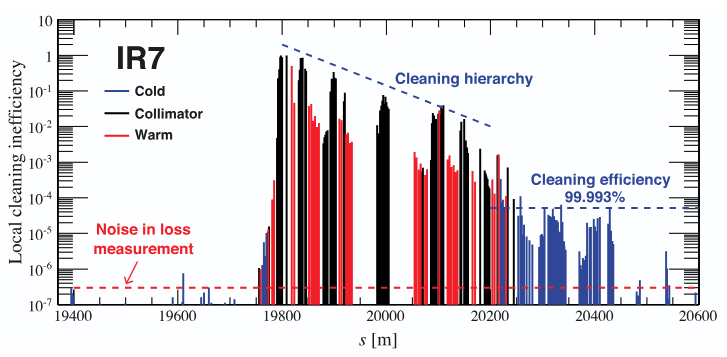 10
1
10-1
10-2
10-3
10-4
10-5
10-6
10-7
Local cleaning inefficiency
IR7
Cold
Collimator
Warm
Cleaning hierarchy
Cleaning efficiency
99.993%
Noise in loss
measurement
19400
19600
19800
20000
20200
20400
20600
s [m]